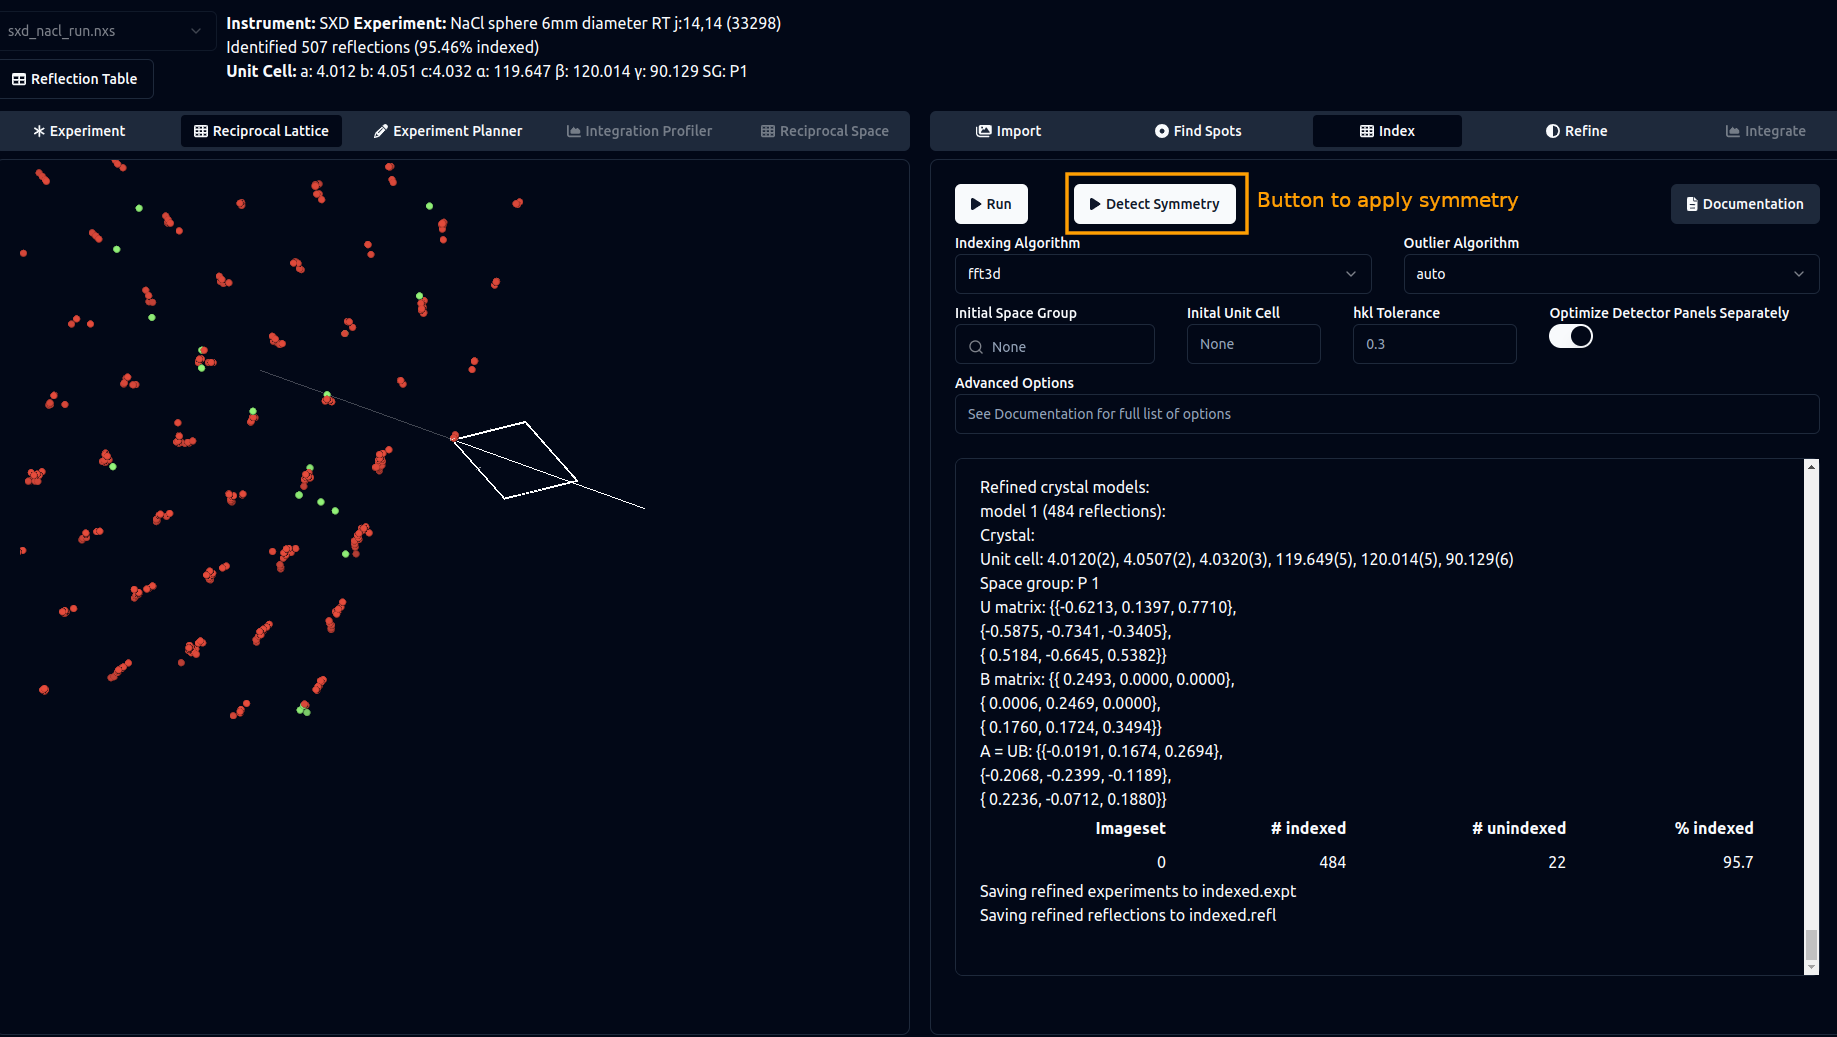 sxd_nacl_run.nxs
Instrument: SXD Experiment: NaCl sphere 6mm diameter RT j:14,14 (33298)
Identified 507 reflections (95.46% indexed)
Reflection Table
Unit Cell: a: 4.012 b: 4.051 c:4.032 α: 119.647 β: 120.014 γ: 90.129 SG: P1
Experiment Reciprocal Lattice Experiment Planner Integration Profiler Reciprocal Space
Import Find Spots Index Refine Integrate
Run Detect Symmetry Button to apply symmetry Documentation
Indexing Algorithm Outlier Algorithm
fft3d auto
Initial Space Group Inital Unit Cell hkl Tolerance Optimize Detector Panels Separately
None None 0.3
Advanced Options
See Documentation for full list of options
Refined crystal models:
model 1 (484 reflections):
Crystal:
Unit cell: 4.0120(2), 4.0507(2), 4.0320(3), 119.649(5), 120.014(5), 90.129(6)
Space group: P 1
U matrix: {{-0.6213, 0.1397, 0.7710},
{-0.5875, -0.7341, -0.3405},
{ 0.5184, -0.6645, 0.5382}}
B matrix: {{ 0.2493, 0.0000, 0.0000},
{ 0.0006, 0.2469, 0.0000},
{ 0.1760, 0.1724, 0.3494}}
A = UB: {{-0.0191, 0.1674, 0.2694},
{-0.2068, -0.2399, -0.1189},
{ 0.2236, -0.0712, 0.1880}}
Imageset # indexed # unindexed % indexed
0 484 22 95.7
Saving refined experiments to indexed.expt
Saving refined reflections to indexed.refl